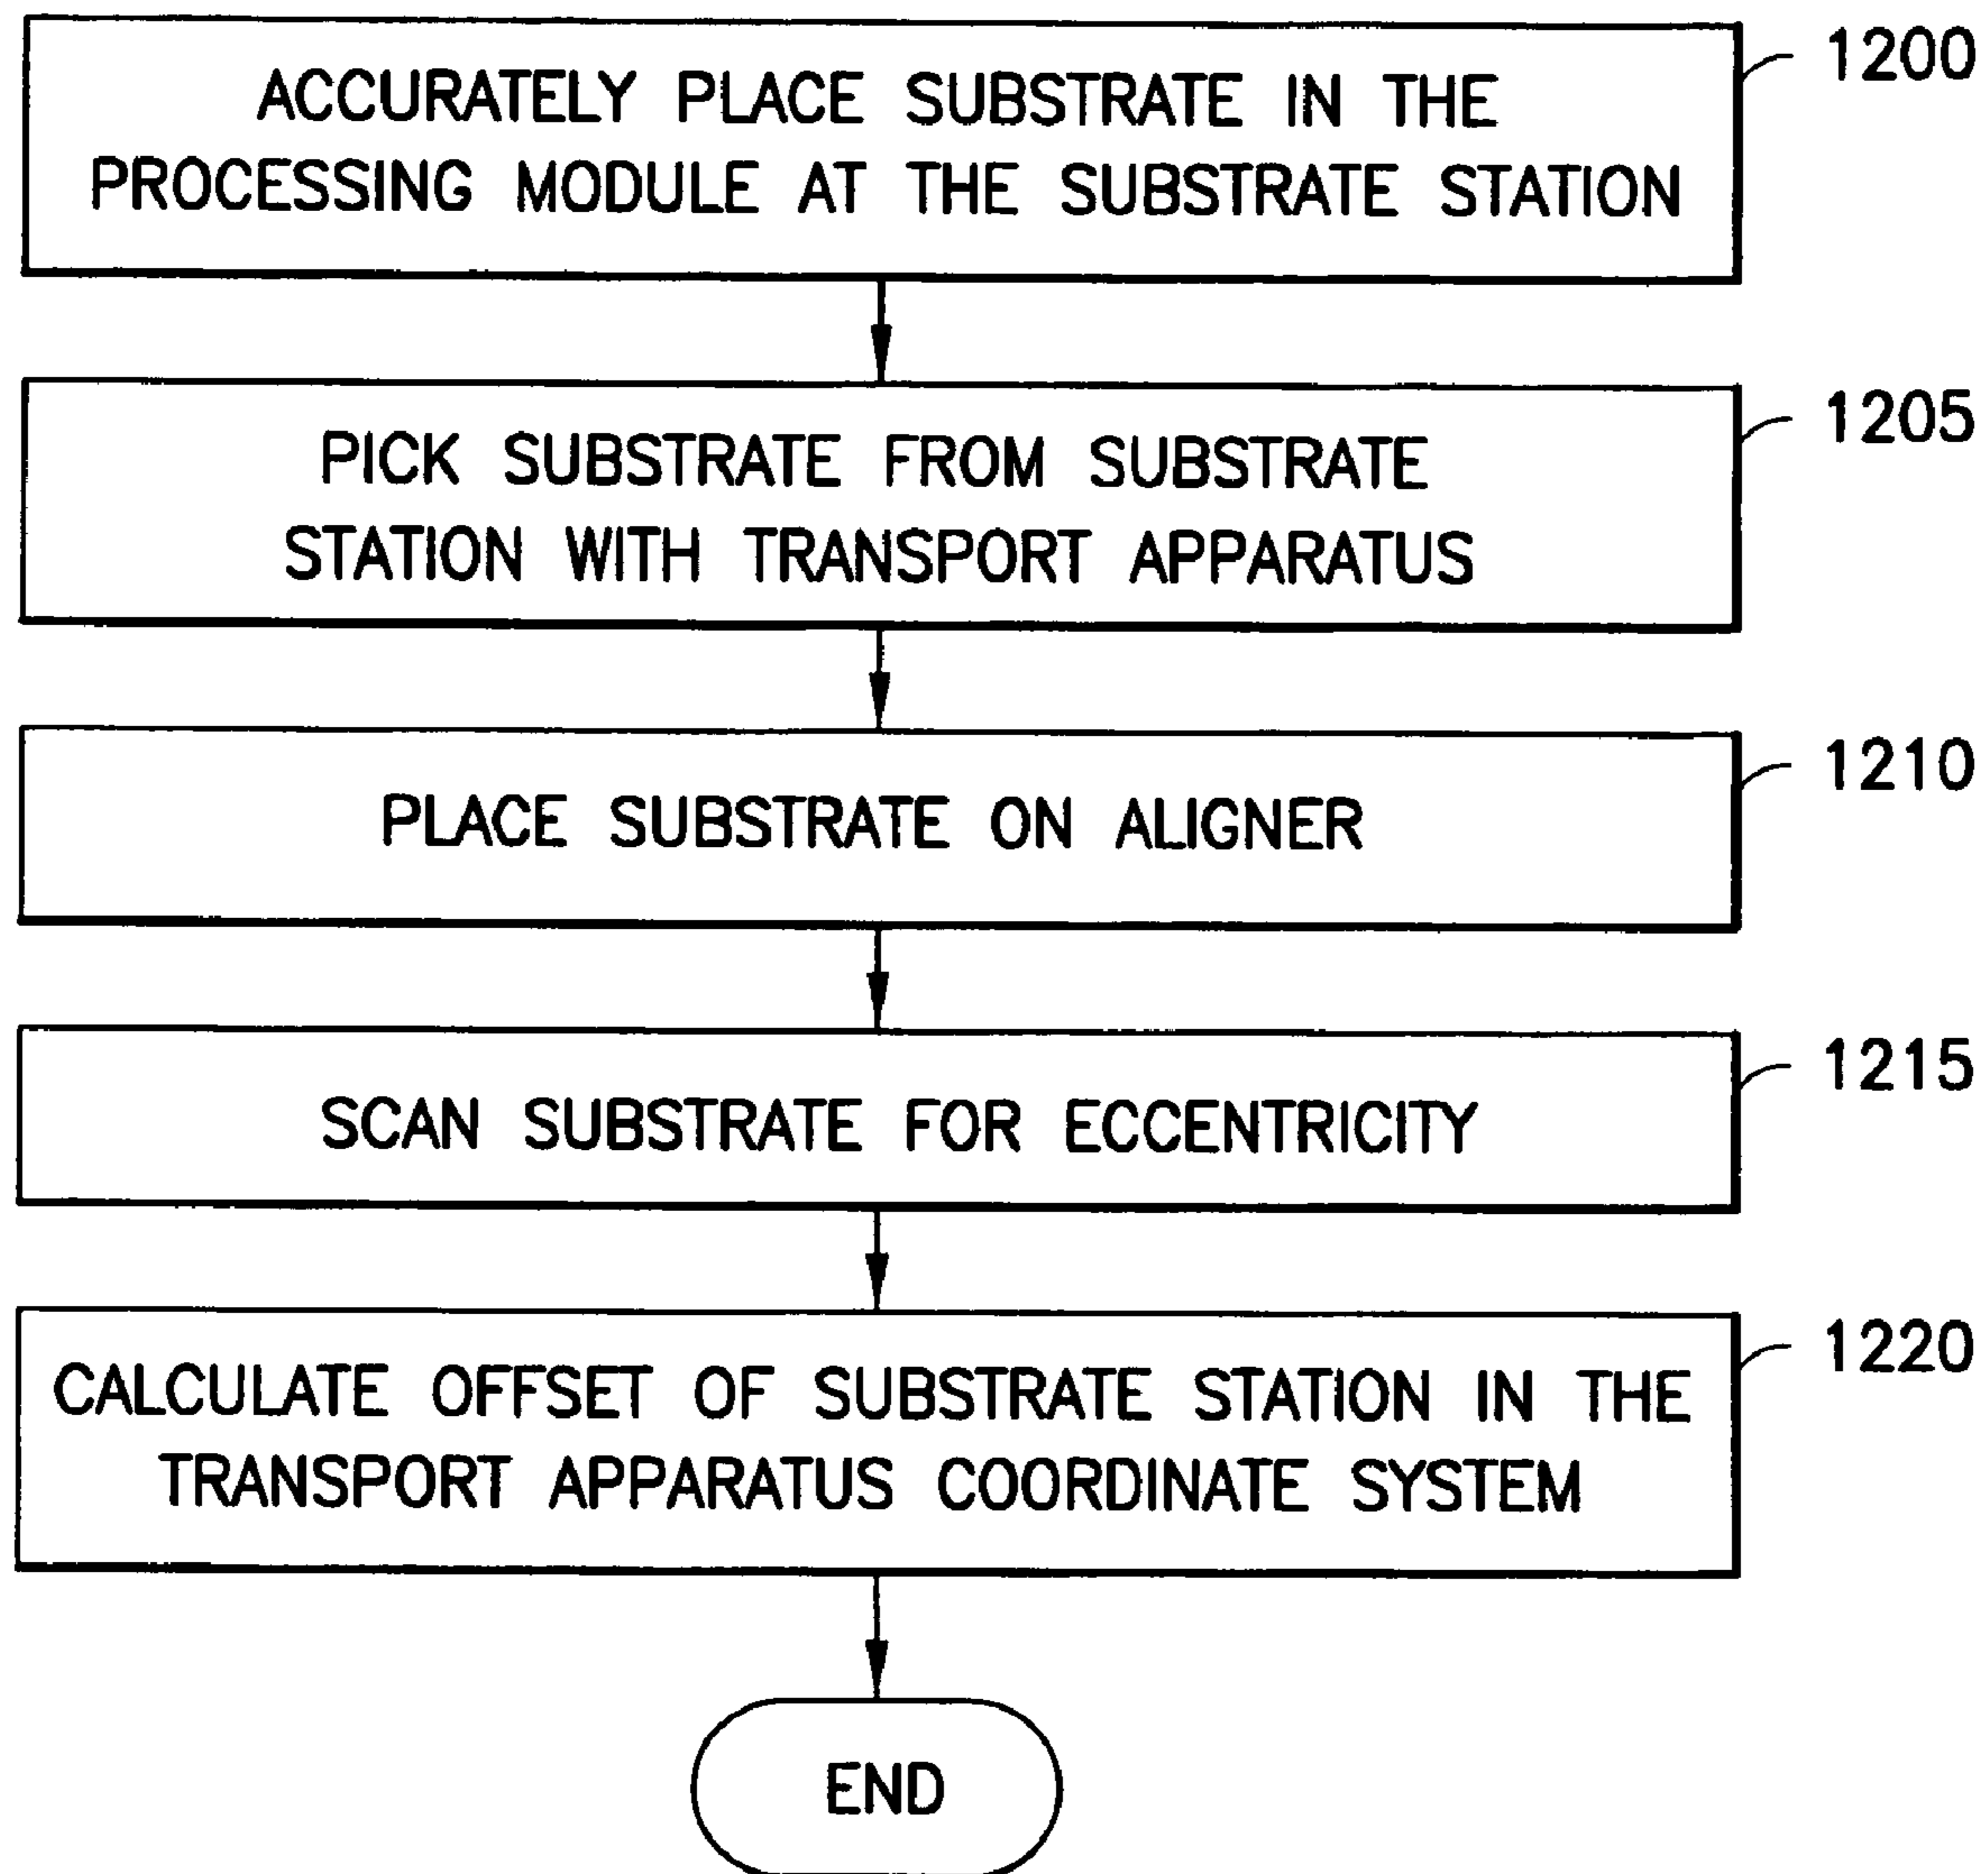 1200
ACCURATELY PLACE SUBSTRATE IN THE
PROCESSING MODULE AT THE SUBSTRATE STATION
1205
PICK SUBSTRATE FROM SUBSTRATE
STATION WITH TRANSPORT APPARATUS
1210
PLACE SUBSTRATE ON ALIGNER
1215
SCAN SUBSTRATE FOR ECCENTRICITY
1220
CALCULATE OFFSET OF SUBSTRATE STATION IN THE
TRANSPORT APPARATUS COORDINATE SYSTEM
END